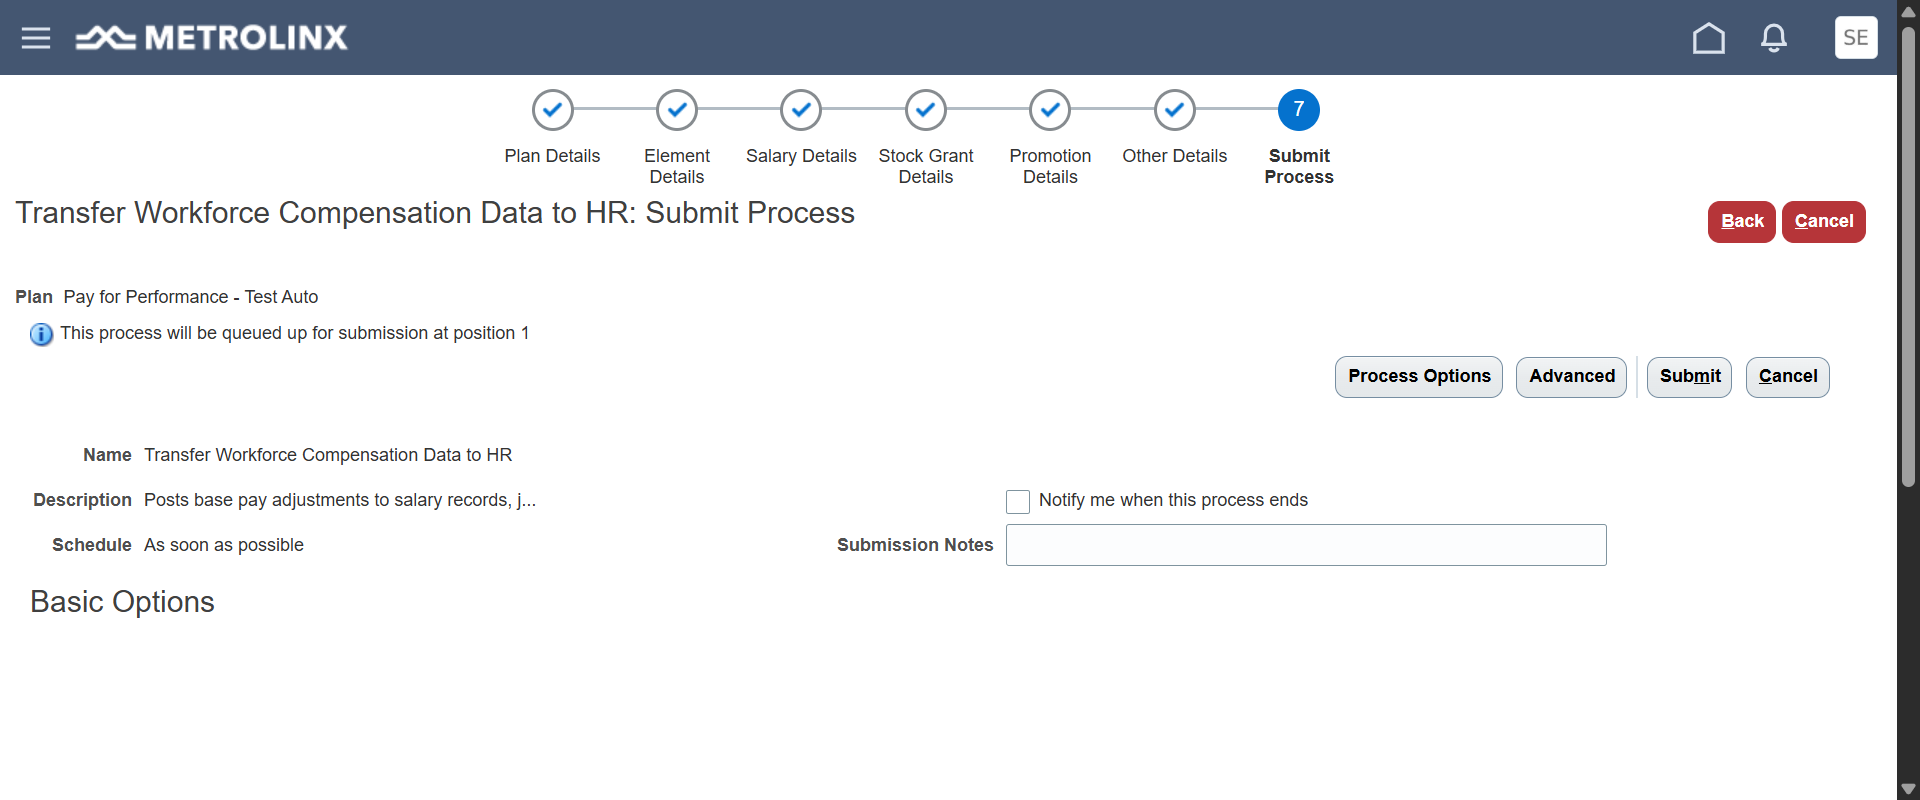 METROLINX
SE
7
Plan Details
Element
Details
Salary Details
Stock Grant
Details
Promotion
Details
Other Details
Submit
Process
Transfer Workforce Compensation Data to HR: Submit Process
Back
Cancel
Plan Pay for Performance - Test Auto
This process will be queued up for submission at position 1
Process Options
Advanced
Submit
Cancel
Name Transfer Workforce Compensation Data to HR
Description Posts base pay adjustments to salary records, j...
Notify me when this process ends
Schedule As soon as possible
Submission Notes
Basic Options